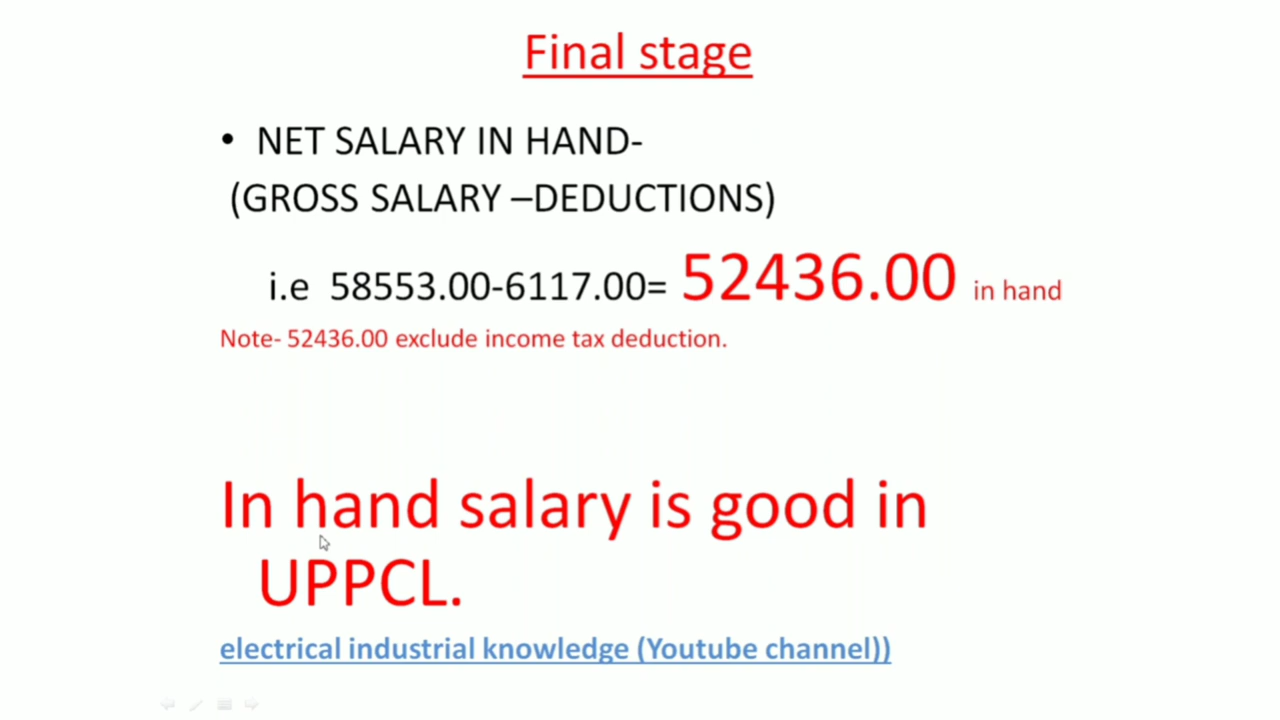 Final stage
• NET SALARY IN HAND-
(GROSS SALARY –DEDUCTIONS)
i.e 58553.00-6117.00= 52436.00 in hand
Note- 52436.00 exclude income tax deduction.
In hand salary is good in
UPPCL.
electrical industrial knowledge (Youtube channel))